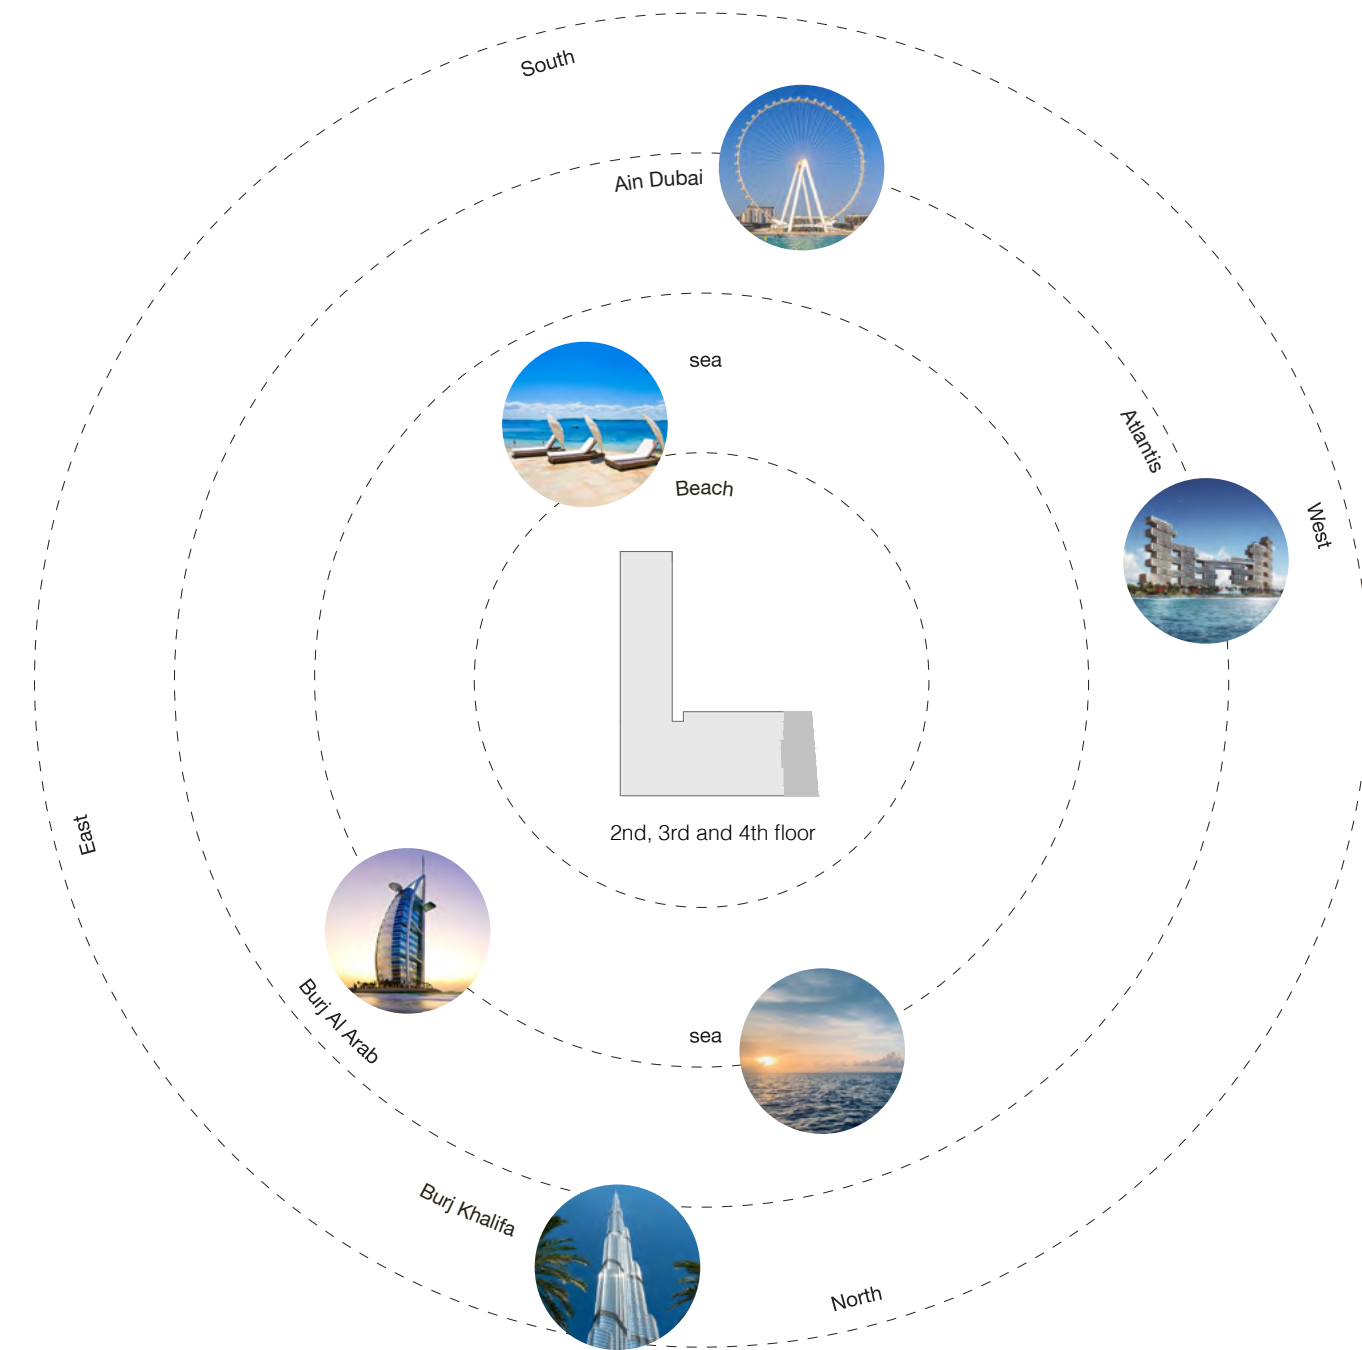 South
Ain Dubai
sea
Atlantis
Beach
West
2nd, 3rd and 4th floor
East
Burj Al Arab
sea
Burj Khalifa
North